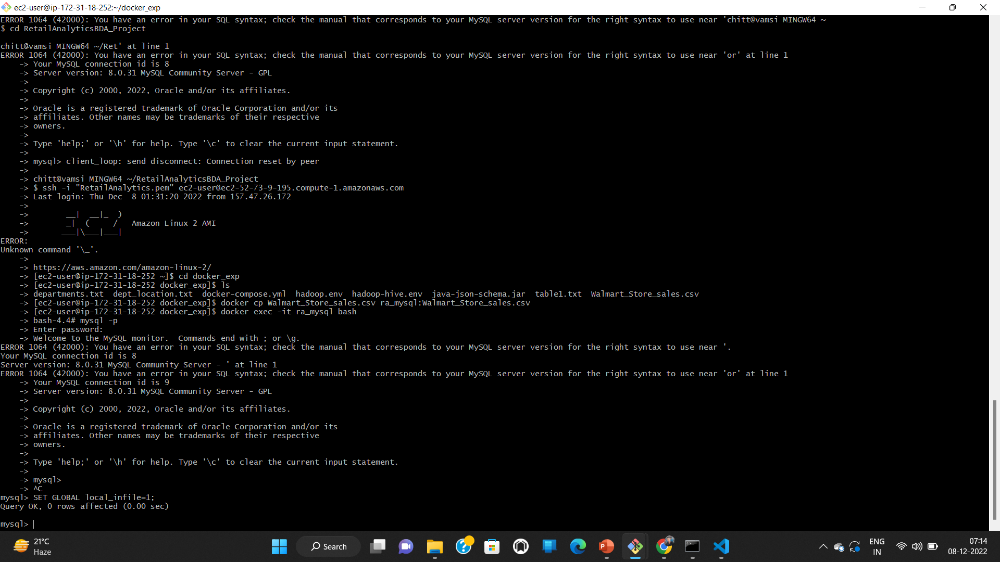 ec2-user@ip-172-31-18-252:~/docker_exp
ERROR 1064 (42000): You have an error in your SQL syntax; check the manual that corresponds to your MySQL server version for the right syntax to use near 'chitt@vamsi MINGW64 ~
$ cd RetailAnalyticsBDA_Project
chitt@vamsi MINGW64 ~/Ret' at line 1
ERROR 1064 (42000): You have an error in your SQL syntax; check the manual that corresponds to your MySQL server version for the right syntax to use near 'or' at line 1
    -> Your MySQL connection id is 8
    -> Server version: 8.0.31 MySQL Community Server - GPL
    ->
    -> Copyright (c) 2000, 2022, Oracle and/or its affiliates.
    ->
    -> Oracle is a registered trademark of Oracle Corporation and/or its
    -> affiliates. Other names may be trademarks of their respective
    -> owners.
    ->
    -> Type 'help;' or '\h' for help. Type '\c' to clear the current input statement.
    ->
    -> mysql> client_loop: send disconnect: Connection reset by peer
    ->
    -> chitt@vamsi MINGW64 ~/RetailAnalyticsBDA_Project
    -> $ ssh -i "RetailAnalytics.pem" ec2-user@ec2-52-73-9-195.compute-1.amazonaws.com
    -> Last login: Thu Dec  8 01:31:20 2022 from 157.47.26.172
    ->
    ->        __|  __|_  )
    ->        _|  (     /   Amazon Linux 2 AMI
    ->       ___|\___|___|
ERROR:
Unknown command '\_'.
    ->
    -> https://aws.amazon.com/amazon-linux-2/
    -> [ec2-user@ip-172-31-18-252 ~]$ cd docker_exp
    -> [ec2-user@ip-172-31-18-252 docker_exp]$ ls
    -> departments.txt  dept_location.txt  docker-compose.yml  hadoop.env  hadoop-hive.env  java-json-schema.jar  table1.txt  Walmart_Store_sales.csv
    -> [ec2-user@ip-172-31-18-252 docker_exp]$ docker cp Walmart_Store_sales.csv ra_mysql:Walmart_Store_sales.csv
    -> [ec2-user@ip-172-31-18-252 docker_exp]$ docker exec -it ra_mysql bash
    -> bash-4.4# mysql -p
    -> Enter password:
    -> Welcome to the MySQL monitor.  Commands end with ; or \g.
ERROR 1064 (42000): You have an error in your SQL syntax; check the manual that corresponds to your MySQL server version for the right syntax to use near '.
Your MySQL connection id is 8
Server version: 8.0.31 MySQL Community Server - ' at line 1
ERROR 1064 (42000): You have an error in your SQL syntax; check the manual that corresponds to your MySQL server version for the right syntax to use near 'or' at line 1
    -> Your MySQL connection id is 9
    -> Server version: 8.0.31 MySQL Community Server - GPL
    ->
    -> Copyright (c) 2000, 2022, Oracle and/or its affiliates.
    ->
    -> Oracle is a registered trademark of Oracle Corporation and/or its
    -> affiliates. Other names may be trademarks of their respective
    -> owners.
    ->
    -> Type 'help;' or '\h' for help. Type '\c' to clear the current input statement.
    ->
    -> mysql>
    -> ^C
mysql> SET GLOBAL local_infile=1;
Query OK, 0 rows affected (0.00 sec)
mysql>
21°C
Haze
Search
ENG
IN
07:14
08-12-2022